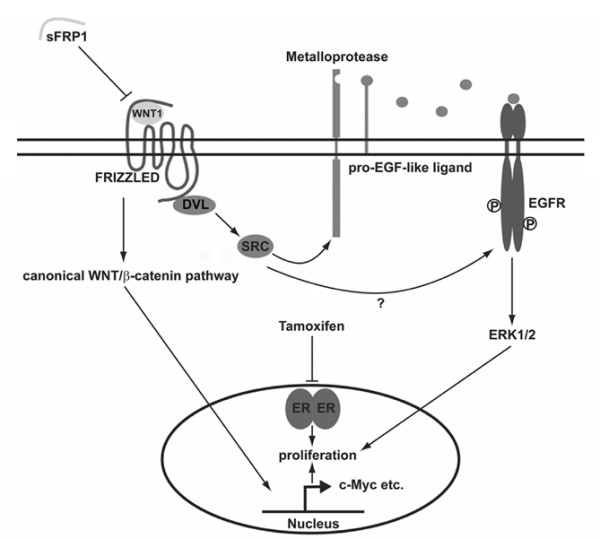 sFRP1
Metalloprotease
WNT1
pro-EGF-like ligand
FRIZZLED
DVL
EGFR
P
P
SRC
canonical WNT/β-catenin pathway
?
Tamoxifen
ERK1/2
ER ER
proliferation
c-Myc etc.
Nucleus